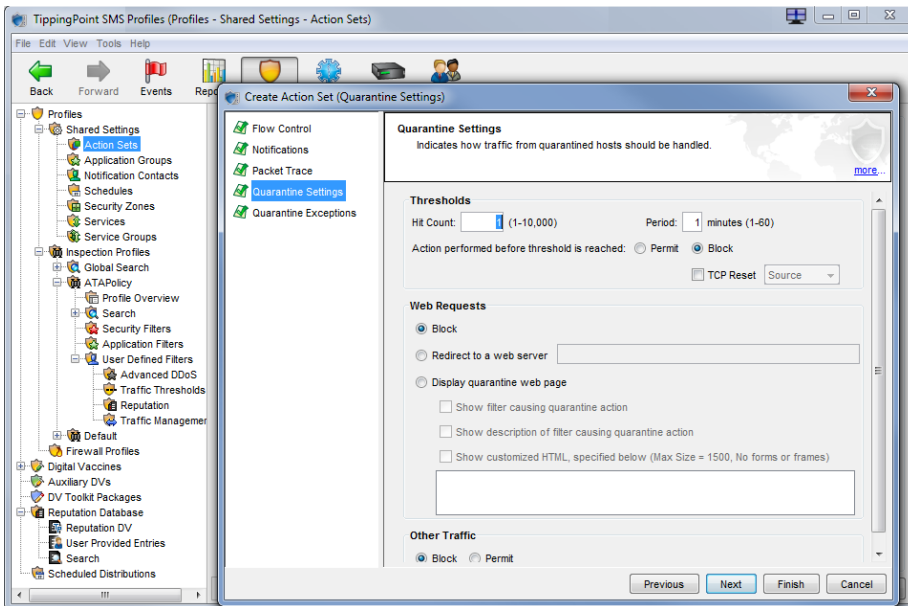 TippingPoint SMS Profiles (Profiles - Shared Settings - Action Sets)
File Edit View Tools Help
Back Forward Events
Create Action Set (Quarantine Settings)
Profiles
Shared Settings
Action Sets
Application Groups
Notification Contacts
Schedules
Security Zones
Services
Service Groups
Inspection Profiles
Global Search
ATAPolicy
Profile Overview
Search
Security Filters
Application Filters
User Defined Filters
Advanced DDoS
Traffic Thresholds
Reputation
Traffic Managemer
Default
Firewall Profiles
Digital Vaccines
Auxiliary DVs
DV Toolkit Packages
Reputation Database
Reputation DV
User Provided Entries
Search
Scheduled Distributions
Flow Control
Notifications
Packet Trace
Quarantine Settings
Quarantine Exceptions
Quarantine Settings
Indicates how traffic from quarantined hosts should be handled.
more...
Thresholds
Hit Count: 1 (1-10,000) Period: 1 minutes (1-60)
Action performed before threshold is reached: Permit Block
TCP Reset Source
Web Requests
Block
Redirect to a web server
Display quarantine web page
Show filter causing quarantine action
Show description of filter causing quarantine action
Show customized HTML, specified below (Max Size = 1500, No forms or frames)
Other Traffic
Block Permit
Previous Next Finish Cancel